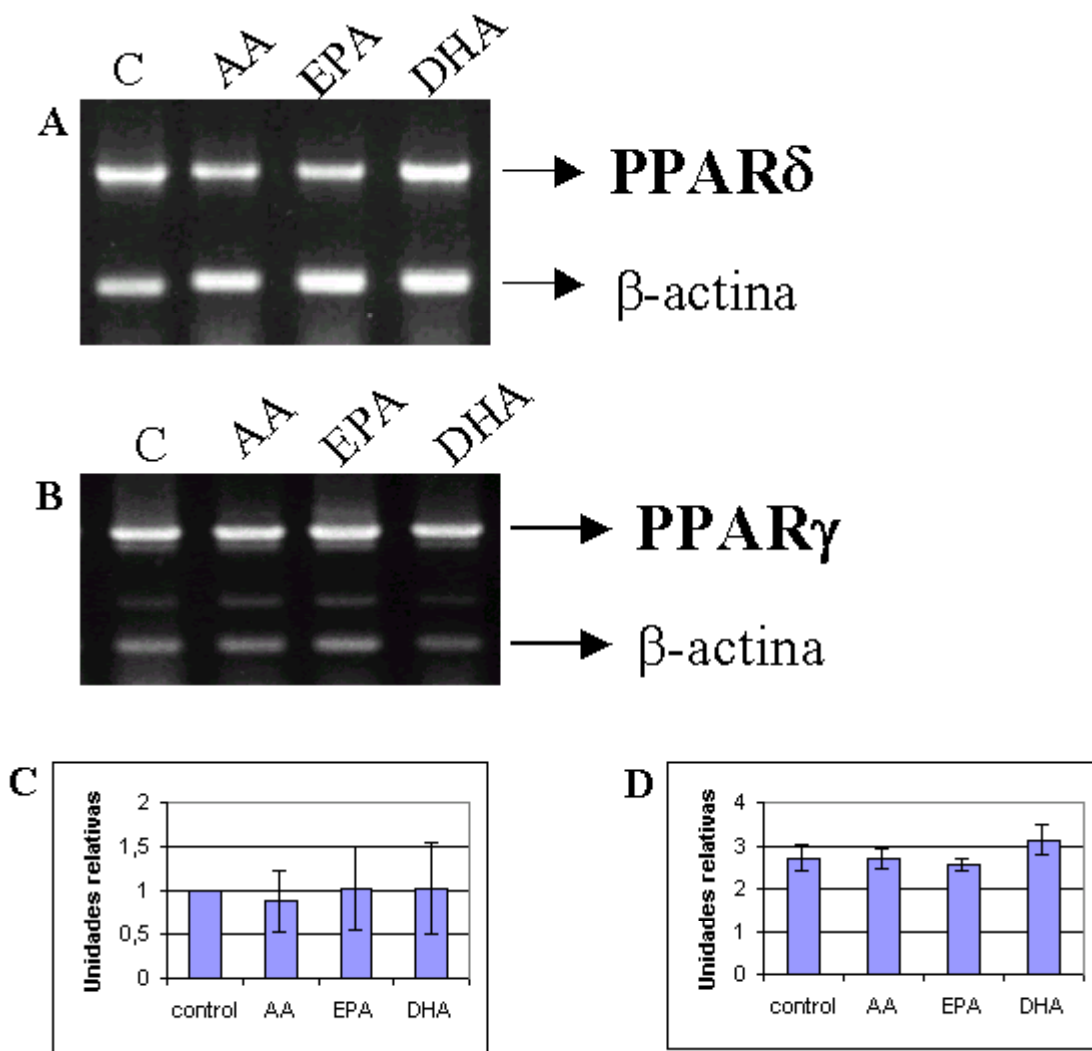 C AA EPA DHA
A
PPARδ
β-actina
C AA EPA DHA
B
PPARγ
β-actina
C
Unidades relativas
2
1,5
1
0,5
0
control AA EPA DHA
D
Unidades relativas
4
3
2
1
0
control AA EPA DHA